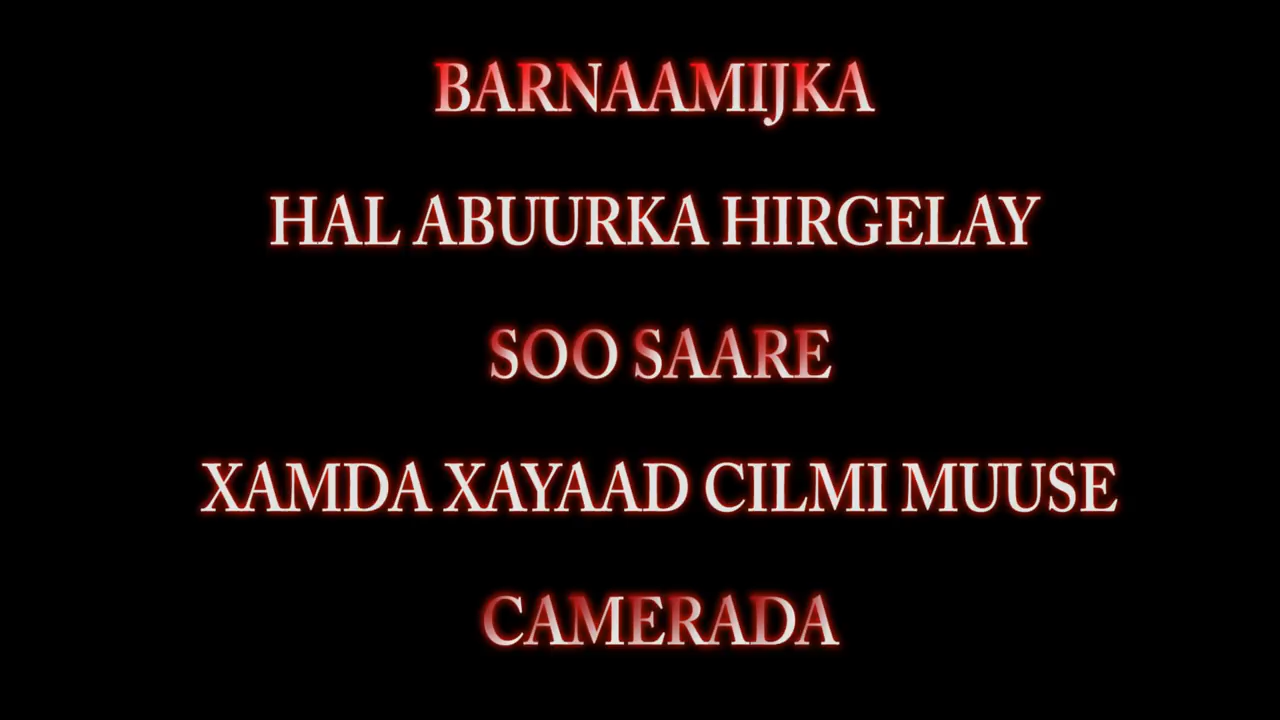 BARNAAMIJKA
HAL ABUURKA HIRGELAY
SOO SAARE
XAMDA XAYAAD CILMI MUUSE
CAMERADA